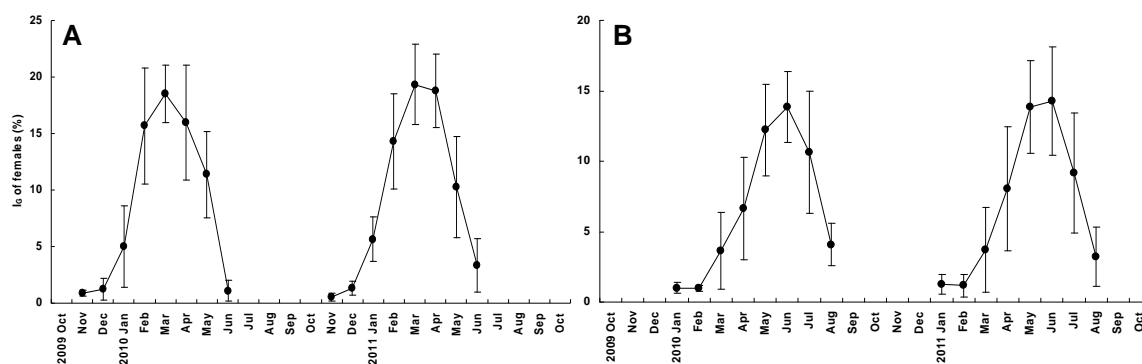 A
25
20
15
10
5
0
I_G of females (%)
2009 Oct
Nov
Dec
2010 Jan
Feb
Mar
Apr
May
Jun
Jul
Aug
Sep
Oct
Nov
Dec
2011 Jan
Feb
Mar
Apr
May
Jun
Jul
Aug
Sep
Oct
B
20
15
10
5
0
2009 Oct
Nov
Dec
2010 Jan
Feb
Mar
Apr
May
Jun
Jul
Aug
Sep
Oct
Nov
Dec
2011 Jan
Feb
Mar
Apr
May
Jun
Jul
Aug
Sep
Oct